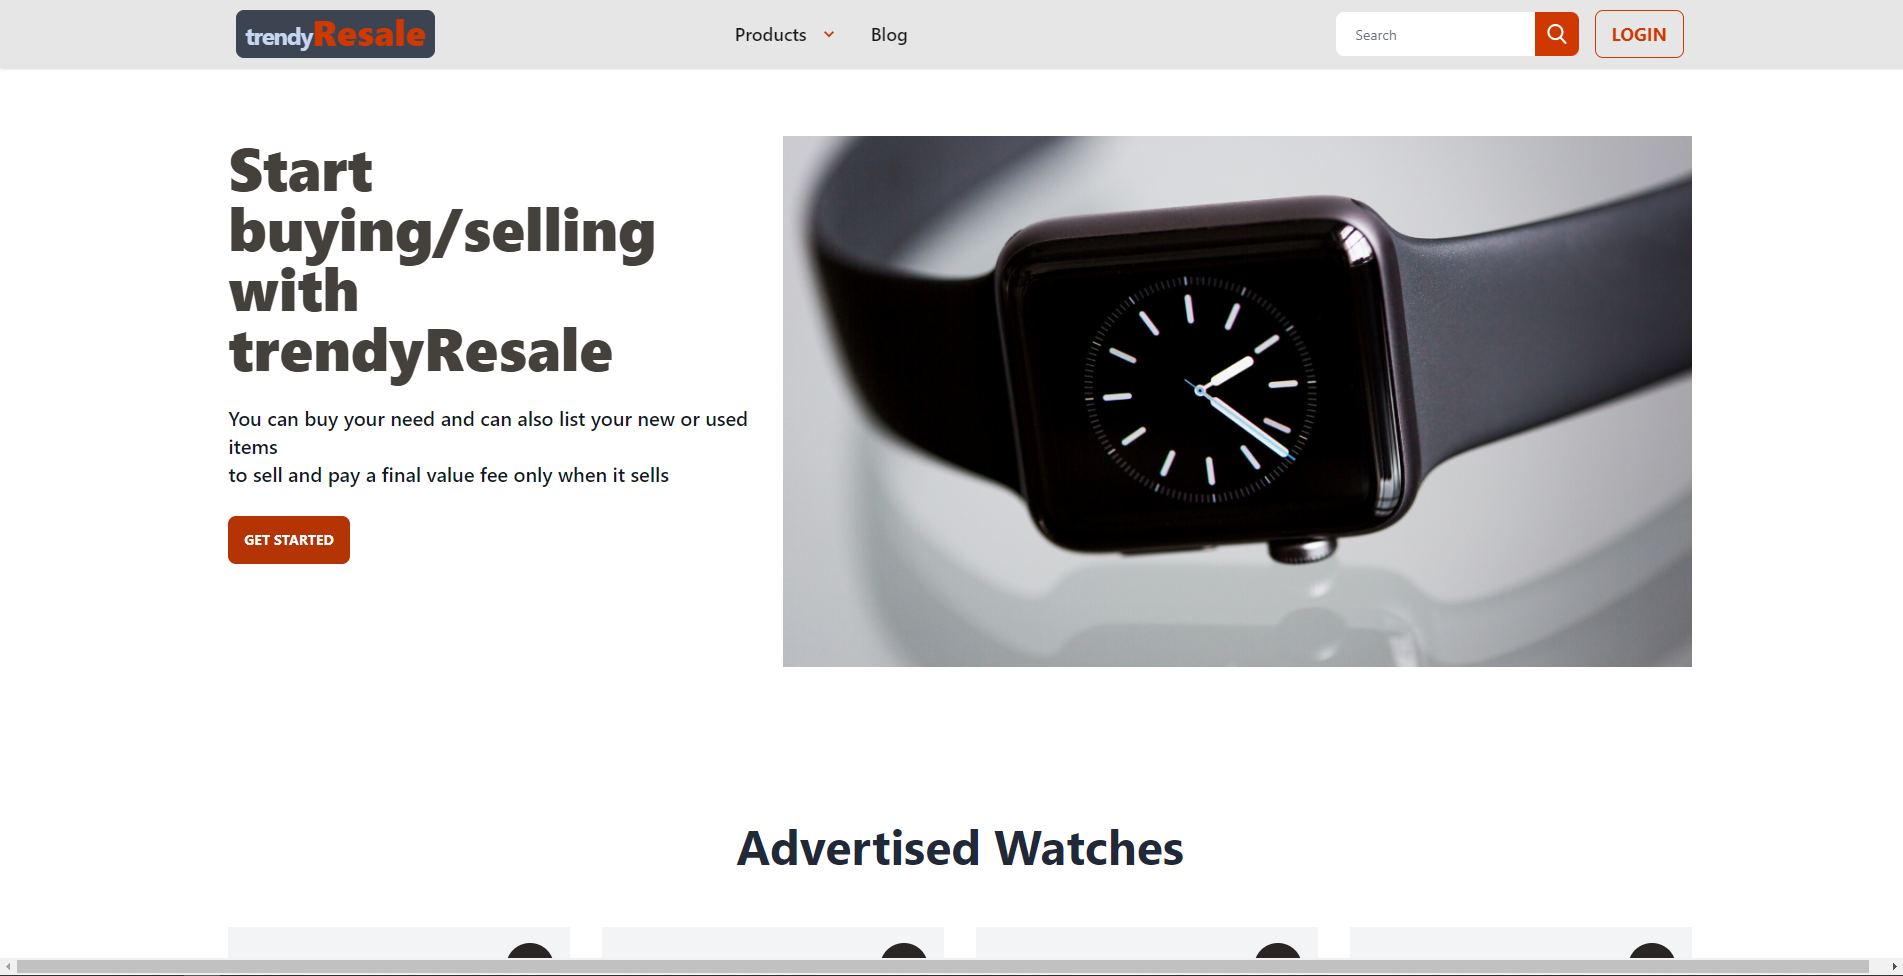 trendyResale
Products
Blog
Search
LOGIN
Start
buying/selling
with
trendyResale
You can buy your need and can also list your new or used
items
to sell and pay a final value fee only when it sells
GET STARTED
Advertised Watches